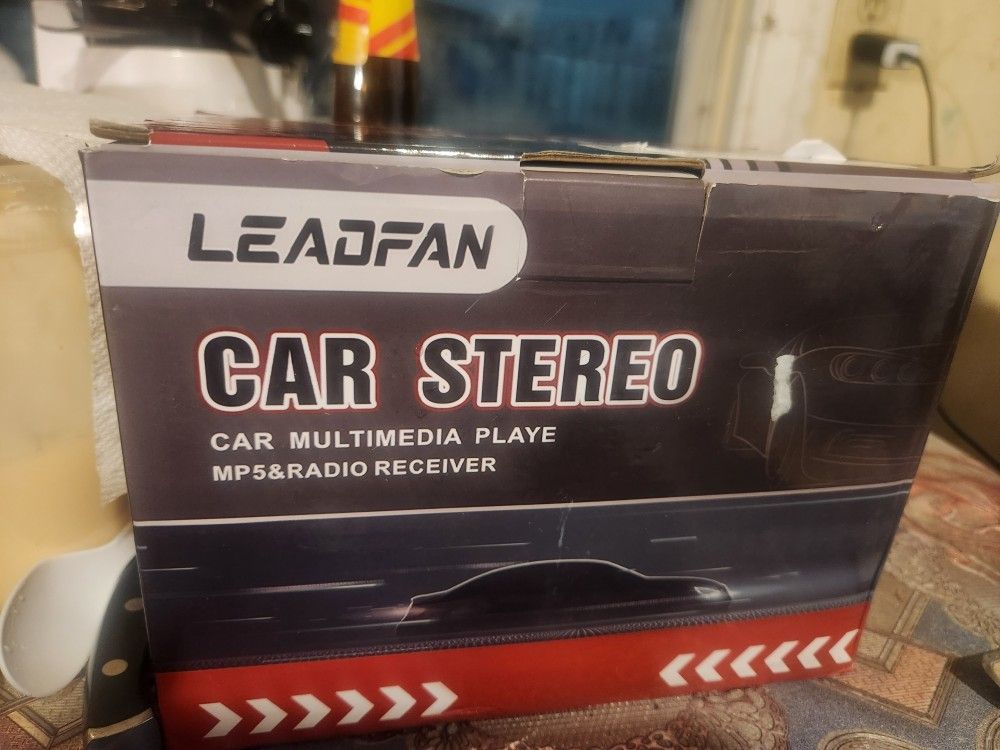 LEADFAN
CAR STEREO
CAR MULTIMEDIA PLAYE
MP5&RADIO RECEIVER